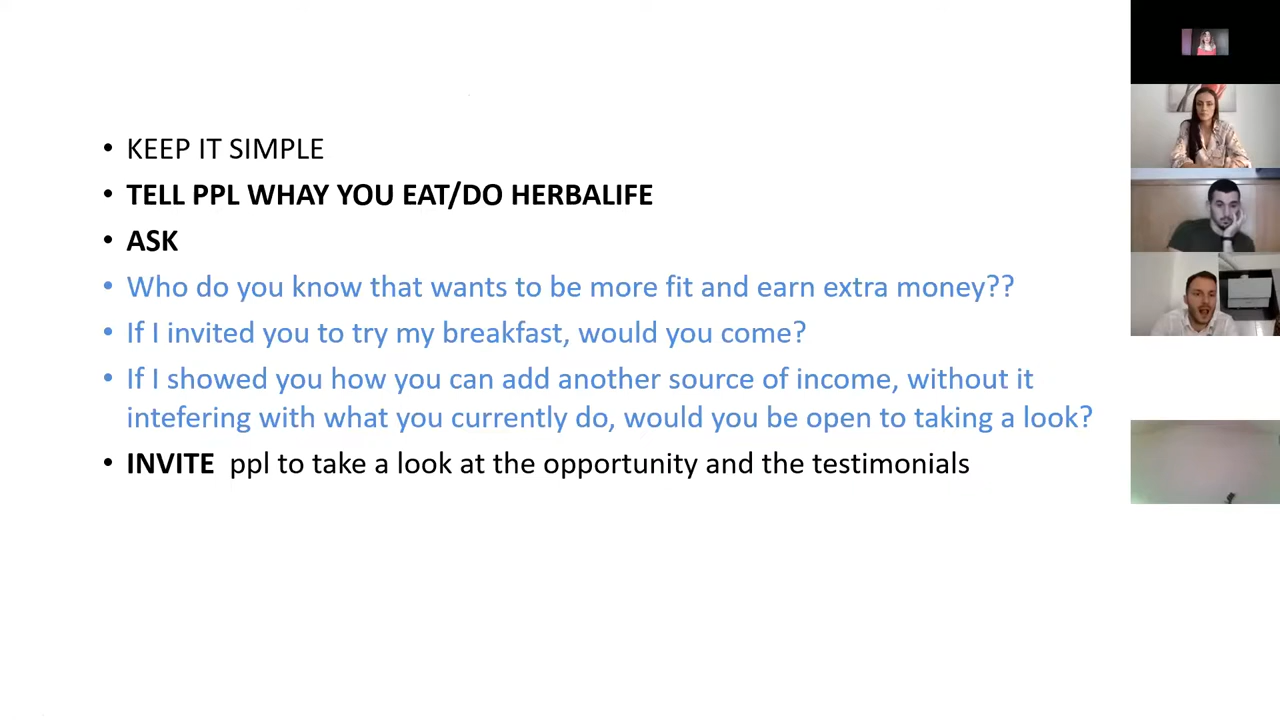 • KEEP IT SIMPLE
• TELL PPL WHAY YOU EAT/DO HERBALIFE
• ASK
• Who do you know that wants to be more fit and earn extra money??
• If I invited you to try my breakfast, would you come?
• If I showed you how you can add another source of income, without it
intefering with what you currently do, would you be open to taking a look?
• INVITE ppl to take a look at the opportunity and the testimonials